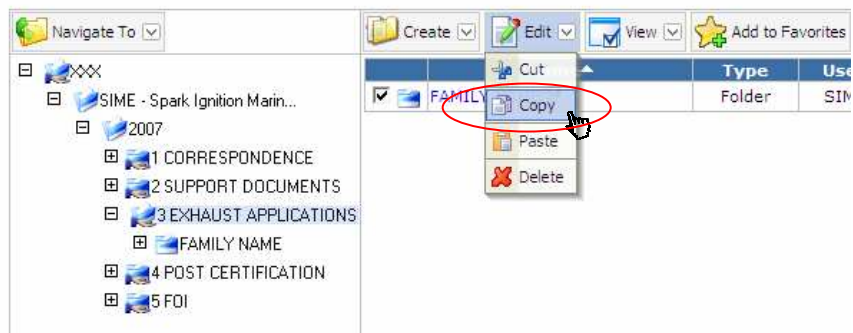 Navigate To
XXX
SIME - Spark Ignition Marin...
2007
1 CORRESPONDENCE
2 SUPPORT DOCUMENTS
3 EXHAUST APPLICATIONS
FAMILY NAME
4 POST CERTIFICATION
5 FOI
Create Edit View Add to Favorites
Type Use
FAMILY Folder SIM
Cut
Copy
Paste
Delete